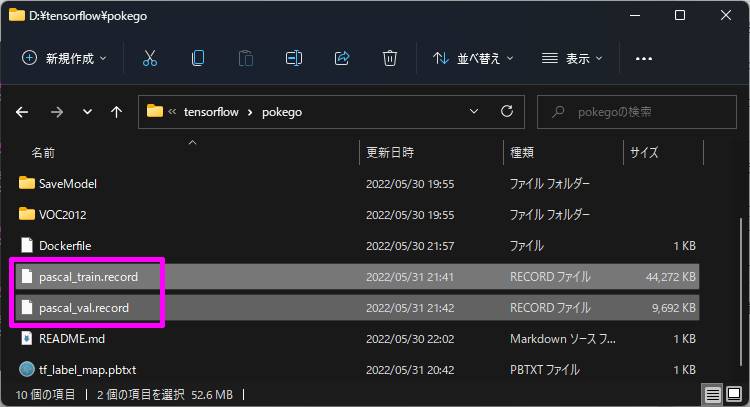 D:¥tensorflow¥pokego
新規作成 並べ替え 表示 •••
« tensorflow > pokego pokegoの検索
名前 更新日時 種類 サイズ
SaveModel 2022/05/30 19:55 ファイル フォルダー
VOC2012 2022/05/30 19:55 ファイル フォルダー
Dockerfile 2022/05/30 21:57 ファイル 1 KB
pascal_train.record 2022/05/31 21:41 RECORD ファイル 44,272 KB
pascal_val.record 2022/05/31 21:42 RECORD ファイル 9,692 KB
README.md 2022/05/30 22:02 Markdown ソース フ... 1 KB
tf_label_map.pbtxt 2022/05/31 20:42 PBTXT ファイル 1 KB
10 個の項目 | 2 個の項目を選択 52.6 MB |